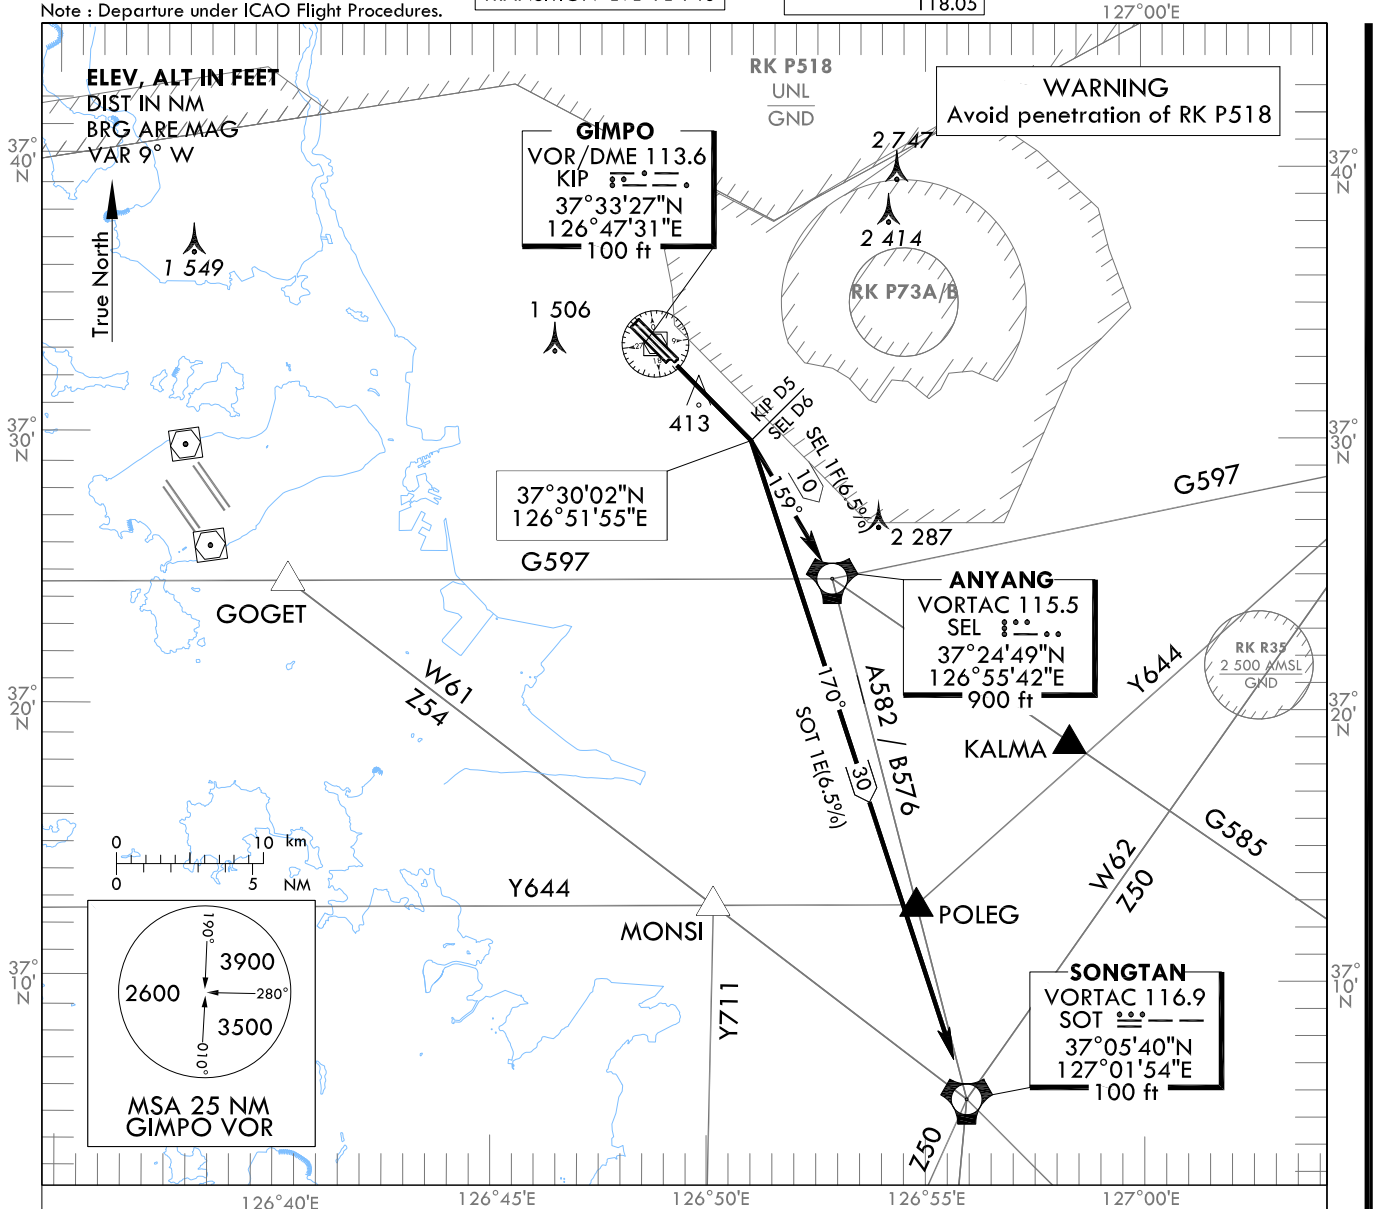 Note : Departure under ICAO Flight Procedures.
118.05
127°00'E
ELEV, ALT IN FEET
DIST IN NM
BRG ARE MAG
VAR 9° W
True North
RK P518
UNL
GND
WARNING
Avoid penetration of RK P518
GIMPO
VOR/DME 113.6
KIP
37°33'27"N
126°47'31"E
100 ft
37°
40'
N
37°
40'
N
2 747
2 414
1 549
RK P73A/B
1 506
413
KIP D5
SEL D6
SEL 1F(6.5%)
10
159°
37°
30'
N
37°
30'
N
37°30'02"N
126°51'55"E
2 287
G597
G597
GOGET
ANYANG
VORTAC 115.5
SEL
37°24'49"N
126°55'42"E
900 ft
RK R35
2 500 AMSL
GND
W61
Z54
170°
A582 / B576
SOT 1E(6.5%)
30
Y644
37°
20'
N
37°
20'
N
KALMA
G585
W62
Z50
0
10
km
0
5
NM
Y644
MONSI
POLEG
190°
3900
2600
280°
3500
010°
MSA 25 NM
GIMPO VOR
37°
10'
N
37°
10'
N
Y711
SONGTAN
VORTAC 116.9
SOT
37°05'40"N
127°01'54"E
100 ft
Z50
126°40'E
126°45'E
126°50'E
126°55'E
127°00'E